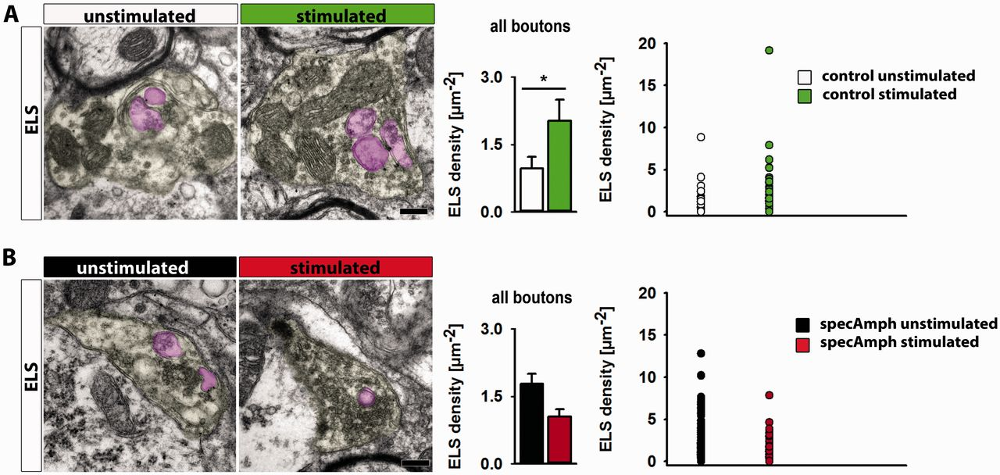 A
unstimulated
stimulated
ELS
all boutons
ELS density [µm-2]
3.0
1.5
0.0
*
ELS density [µm-2]
20
15
10
5
0
control unstimulated
control stimulated
B
unstimulated
stimulated
ELS
all boutons
ELS density [µm-2]
3.0
1.5
0.0
ELS density [µm-2]
20
15
10
5
0
specAmph unstimulated
specAmph stimulated